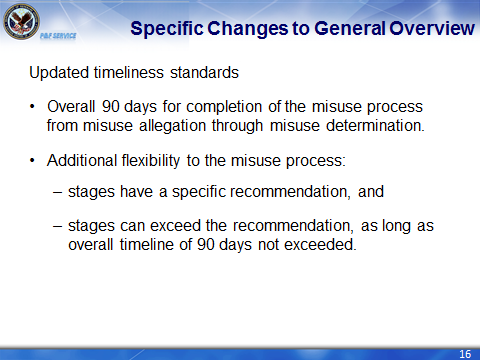 Specific Changes to General Overview
P&F SERVICE
Updated timeliness standards
• Overall 90 days for completion of the misuse process
from misuse allegation through misuse determination.
• Additional flexibility to the misuse process:
– stages have a specific recommendation, and
– stages can exceed the recommendation, as long as
overall timeline of 90 days not exceeded.
16